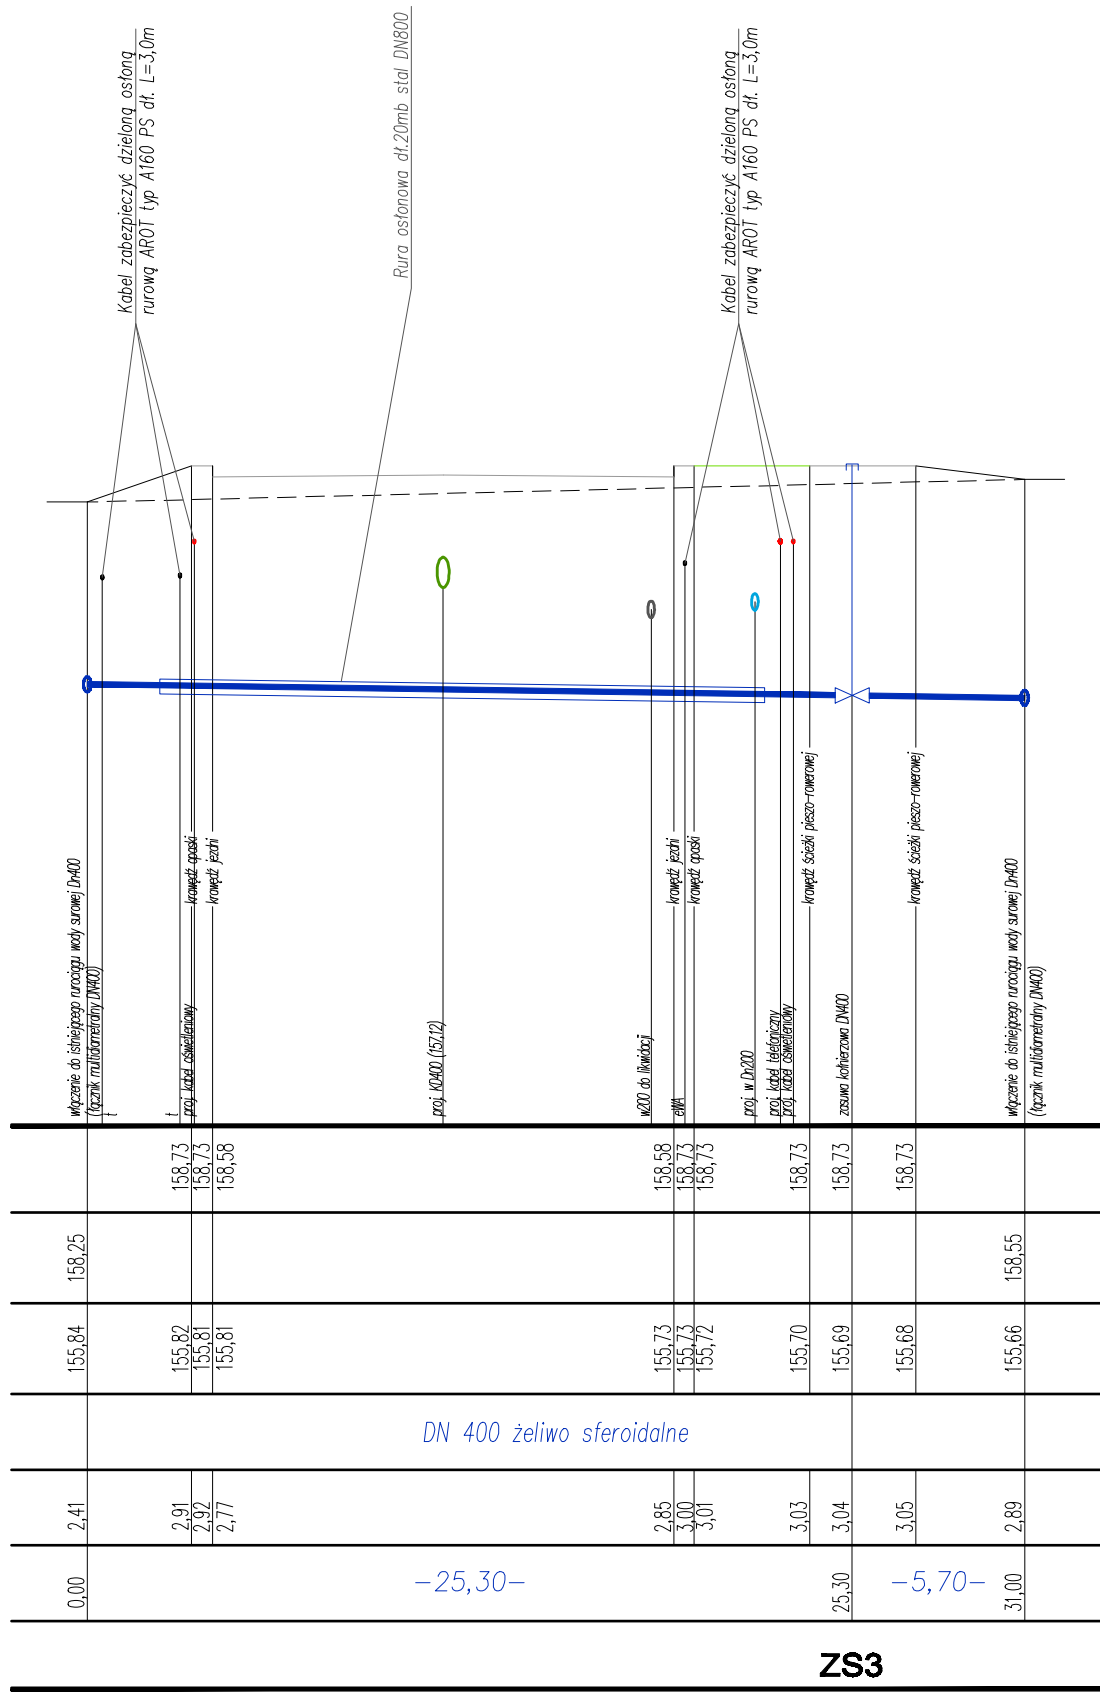 Kabel zabezpieczyć dzieloną osłoną
rurową AROT typ A160 PS dł. L=3,0m
Rura osłonowa dł.20mb stal DN800
Kabel zabezpieczyć dzieloną osłoną
rurową AROT typ A160 PS dł. L=3,0m
włączenie do istniejącego rurociągu wody surowej Dn400
(łącznik multidiametralny DN400)
t
t
proj. kabel oświetleniowy
krawędź opaski
krawędź jezdni
proj. KD400 (157,12)
w200 do likwidacji
krawędź jezdni
eWA
krawędź opaski
proj. w Dn200
proj. kabel telefoniczny
proj. kabel oświetleniowy
krawędź ścieżki pieszo-rowerowej
zasuwa kołnierzowa DN400
krawędź ścieżki pieszo-rowerowej
włączenie do istniejącego rurociągu wody surowej Dn400
(łącznik multidiametralny DN400)
158,73
158,73
158,58
158,58
158,73
158,73
158,73
158,73
158,73
158,25
158,55
155,84
155,82
155,81
155,81
155,73
155,73
155,72
155,70
155,69
155,68
155,66
DN 400 żeliwo sferoidalne
2,41
2,91
2,92
2,77
2,85
3,00
3,01
3,03
3,04
3,05
2,89
0,00
-25,30-
25,30
-5,70-
31,00
ZS3